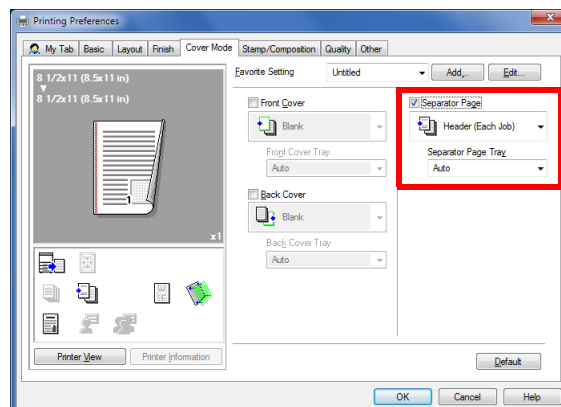 Printing Preferences
My Tab Basic Layout Finish Cover Mode Stamp/Composition Quality Other
8 1/2x11 (8.5x11 in)
8 1/2x11 (8.5x11 in)
1
x1
Printer View Printer Information
Favorite Setting Untitled Add... Edit...
Front Cover
Blank
Front Cover Tray
Auto
Back Cover
Blank
Back Cover Tray
Auto
Separator Page
Header (Each Job)
Separator Page Tray
Auto
Default
OK Cancel Help